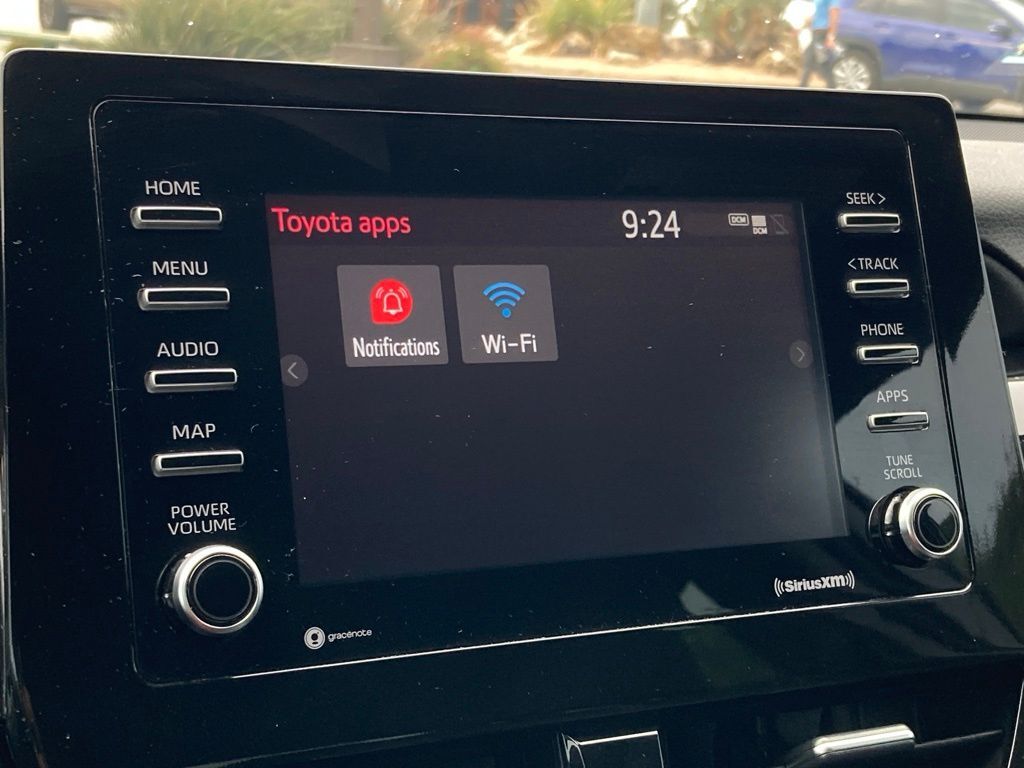 HOME
MENU
AUDIO
MAP
POWER
VOLUME
Toyota apps
9:24
DCM
DCM
Notifications
Wi-Fi
SEEK >
< TRACK
PHONE
APPS
TUNE
SCROLL
gracenote
((SiriusXM))